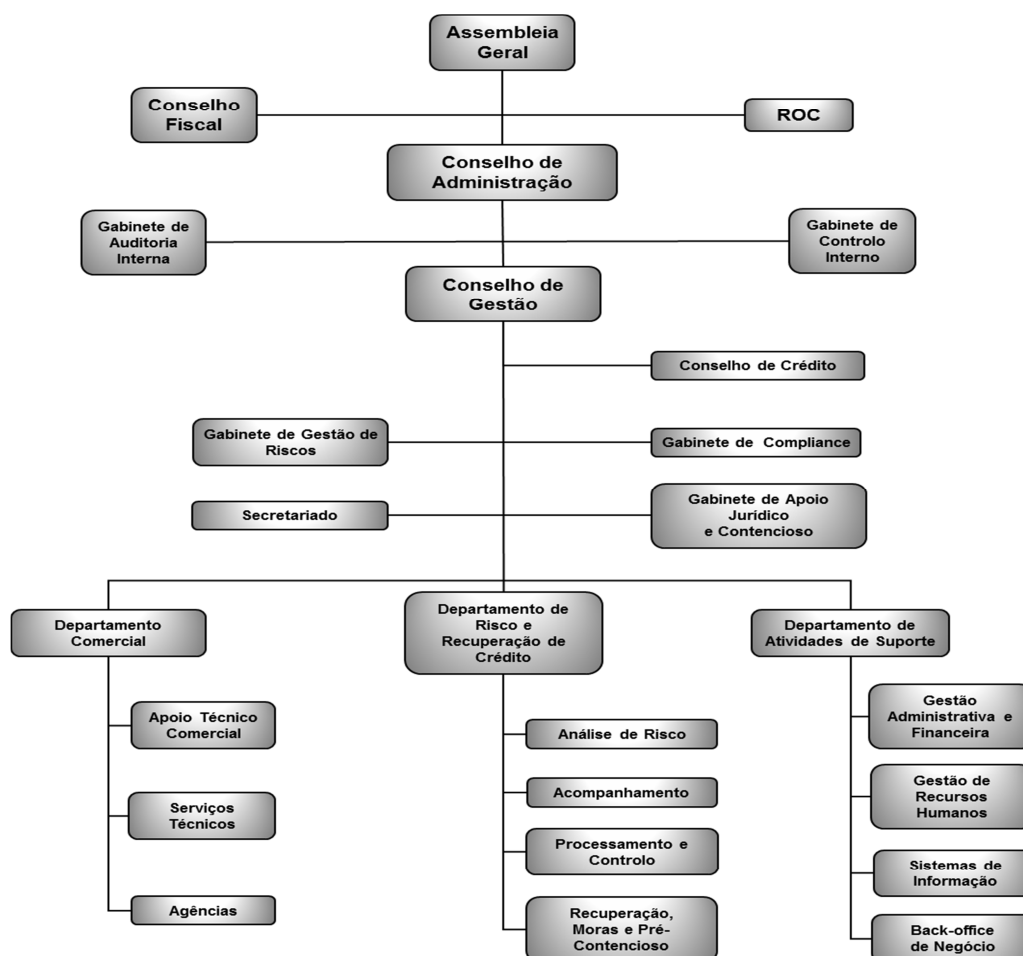 Assembleia
Geral
Conselho
Fiscal
ROC
Conselho de
Administração
Gabinete de
Auditoria
Interna
Gabinete de
Controlo
Interno
Conselho de
Gestão
Conselho de Crédito
Gabinete de Gestão de
Riscos
Gabinete de Compliance
Secretariado
Gabinete de Apoio
Jurídico
e Contencioso
Departamento
Comercial
Departamento de
Risco e
Recuperação de
Crédito
Departamento de
Atividades de Suporte
Apoio Técnico
Comercial
Serviços
Técnicos
Agências
Análise de Risco
Acompanhamento
Processamento e
Controlo
Recuperação,
Moras e Pré-
Contencioso
Gestão
Administrativa e
Financeira
Gestão de
Recursos
Humanos
Sistemas de
Informação
Back-office
de Negócio